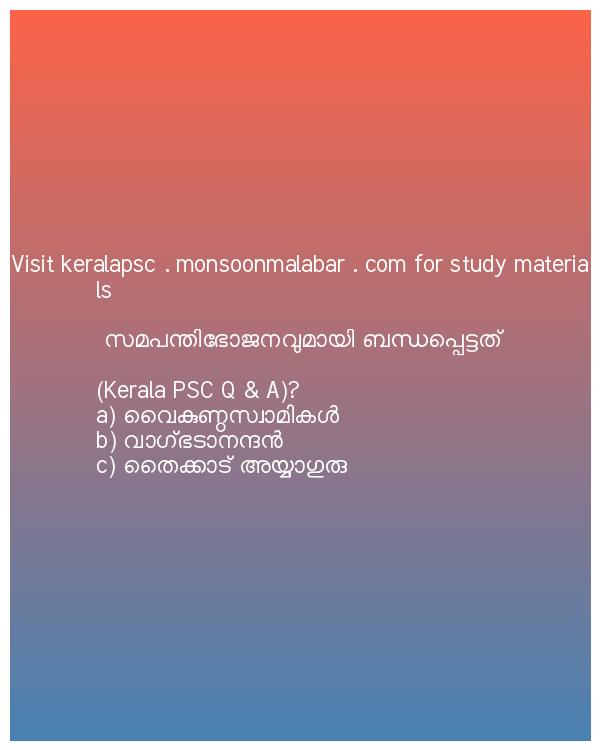 Visit keralapsc . monsoonmalabar . com for study materia
ls
സമപന്തിഭോജനവുമായി ബന്ധപ്പെട്ടത്
(Kerala PSC Q & A)?
a) വൈകുണ്ഠസ്വാമികൾ
b) വാഗ്ഭടാനന്ദൻ
c) തൈക്കാട് അയ്യാഗുരു